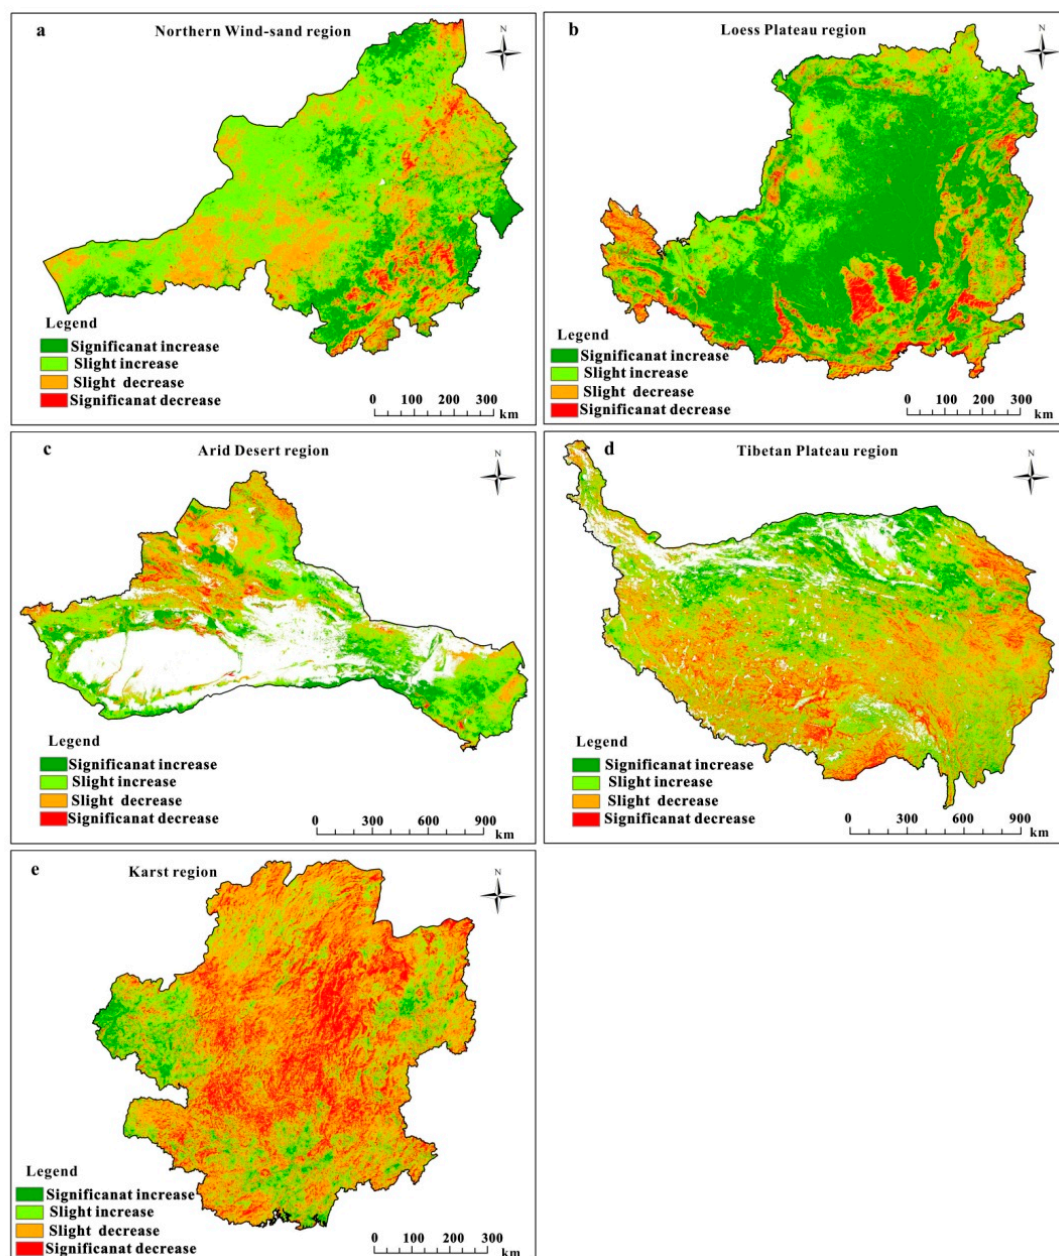 a
Northern Wind-sand region
N
Legend
Significanat increase
Slight increase
Slight decrease
Significanat decrease
0 100 200 300
km
b
Loess Plateau region
N
Legend
Significanat increase
Slight increase
Slight decrease
Significanat decrease
0 100 200 300
km
c
Arid Desert region
N
Legend
Significanat increase
Slight increase
Slight decrease
Significanat decrease
0 300 600 900
km
d
Tibetan Plateau region
N
Legend
Significanat increase
Slight increase
Slight decrease
Significanat decrease
0 300 600 900
km
e
Karst region
N
Legend
Significanat increase
Slight increase
Slight decrease
Significanat decrease
0 100 200 300
km